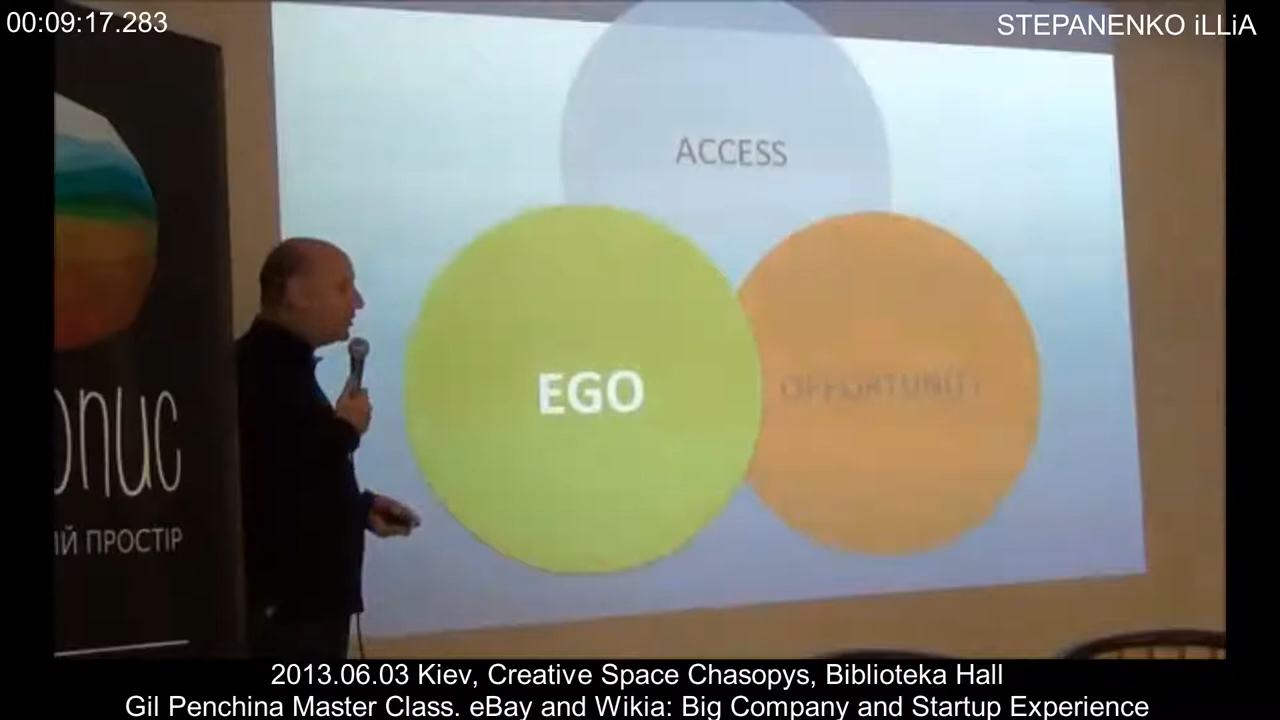 00:09:17.283
STEPANENKO iLLiA
ACCESS
EGO
OPPORTUNITY
опис
ИЙ ПРОСТІР
2013.06.03 Kiev, Creative Space Chasopys, Biblioteka Hall
Gil Penchina Master Class. eBay and Wikia: Big Company and Startup Experience